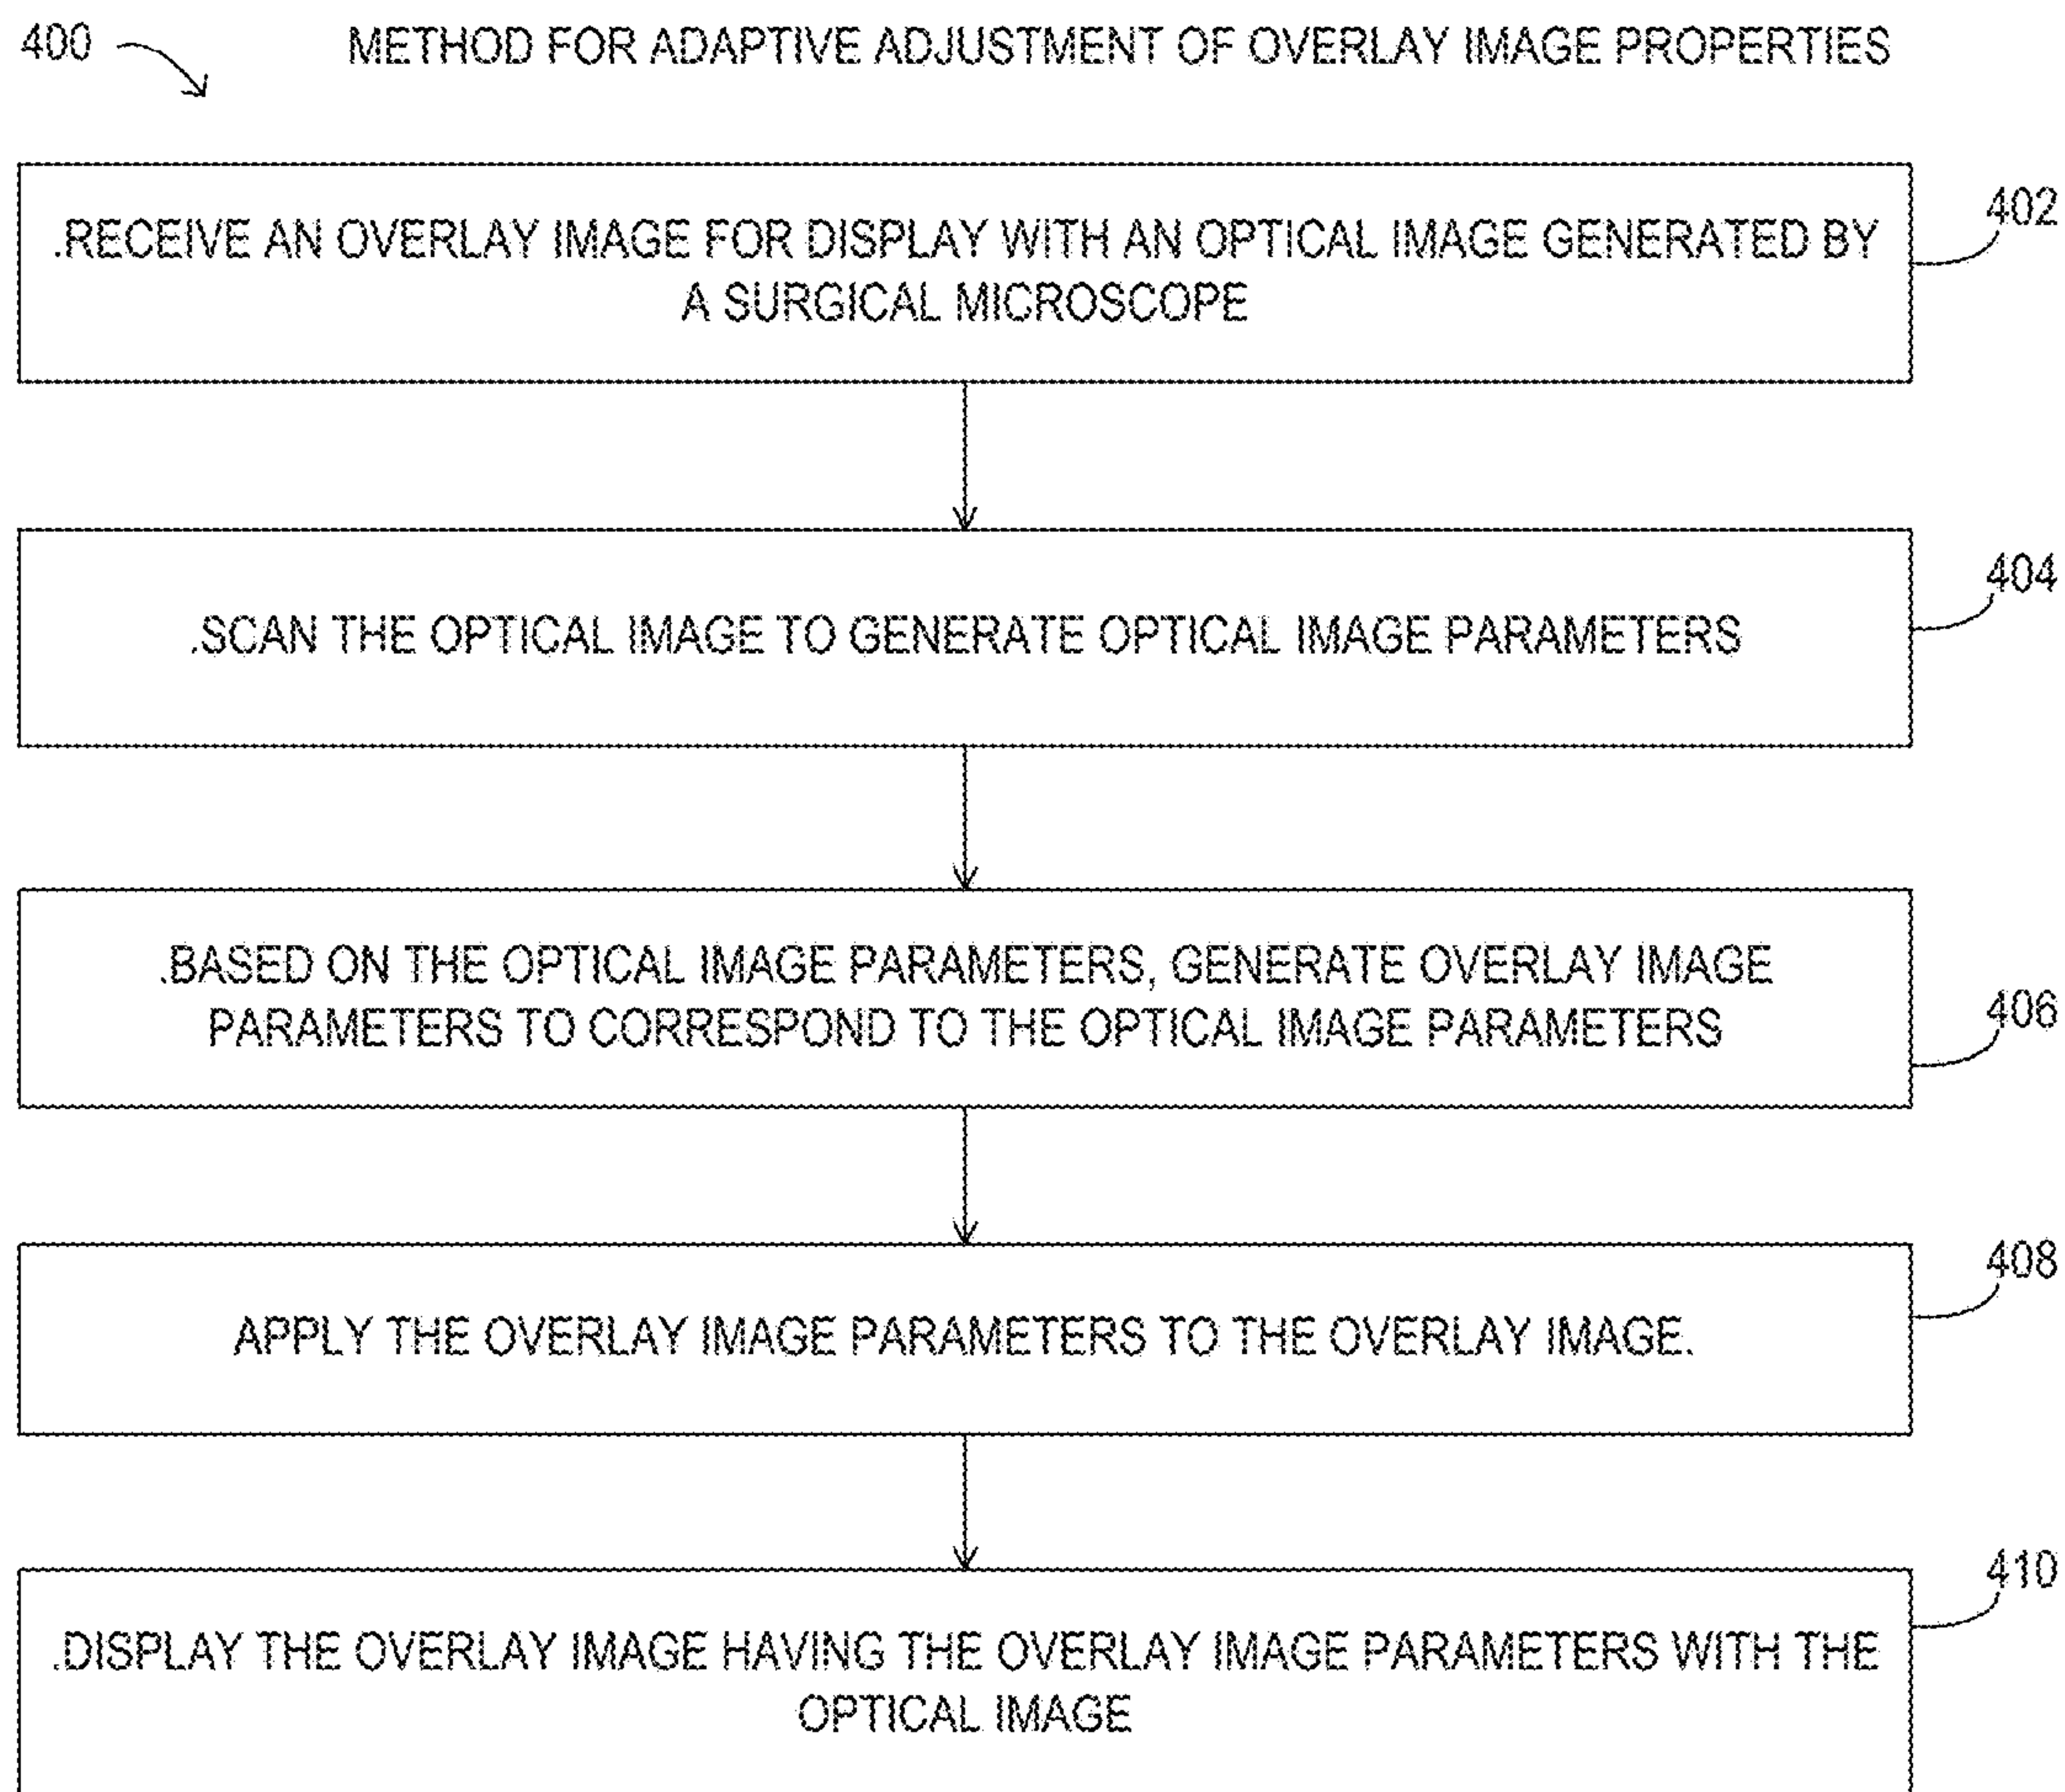 400
METHOD FOR ADAPTIVE ADJUSTMENT OF OVERLAY IMAGE PROPERTIES
.RECEIVE AN OVERLAY IMAGE FOR DISPLAY WITH AN OPTICAL IMAGE GENERATED BY
A SURGICAL MICROSCOPE
402
.SCAN THE OPTICAL IMAGE TO GENERATE OPTICAL IMAGE PARAMETERS
404
.BASED ON THE OPTICAL IMAGE PARAMETERS, GENERATE OVERLAY IMAGE
PARAMETERS TO CORRESPOND TO THE OPTICAL IMAGE PARAMETERS
406
APPLY THE OVERLAY IMAGE PARAMETERS TO THE OVERLAY IMAGE.
408
.DISPLAY THE OVERLAY IMAGE HAVING THE OVERLAY IMAGE PARAMETERS WITH THE
OPTICAL IMAGE
410